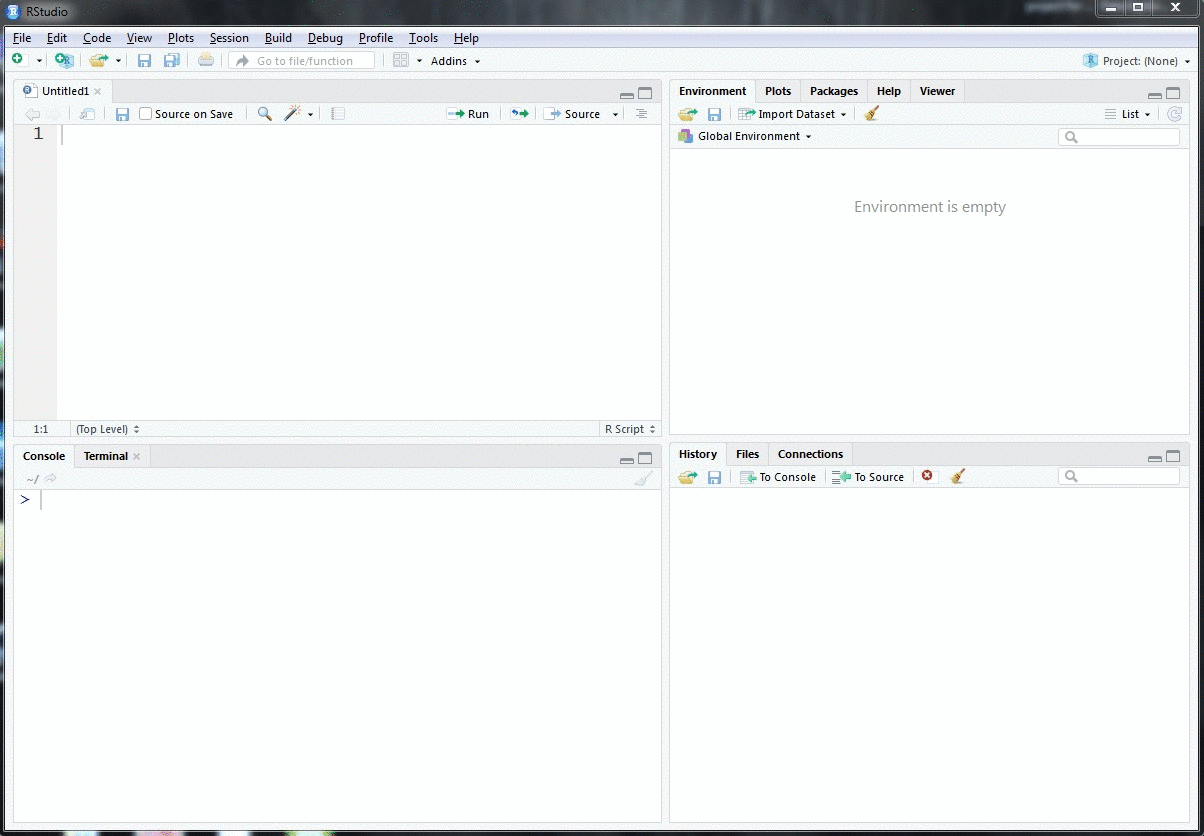 RStudio
File Edit Code View Plots Session Build Debug Profile Tools Help
Go to file/function Addins Project: (None)
Untitled1
Source on Save Run Source
1
1:1 (Top Level) R Script
Console Terminal
~/
>
Environment Plots Packages Help Viewer
Import Dataset List
Global Environment
Environment is empty
History Files Connections
To Console To Source